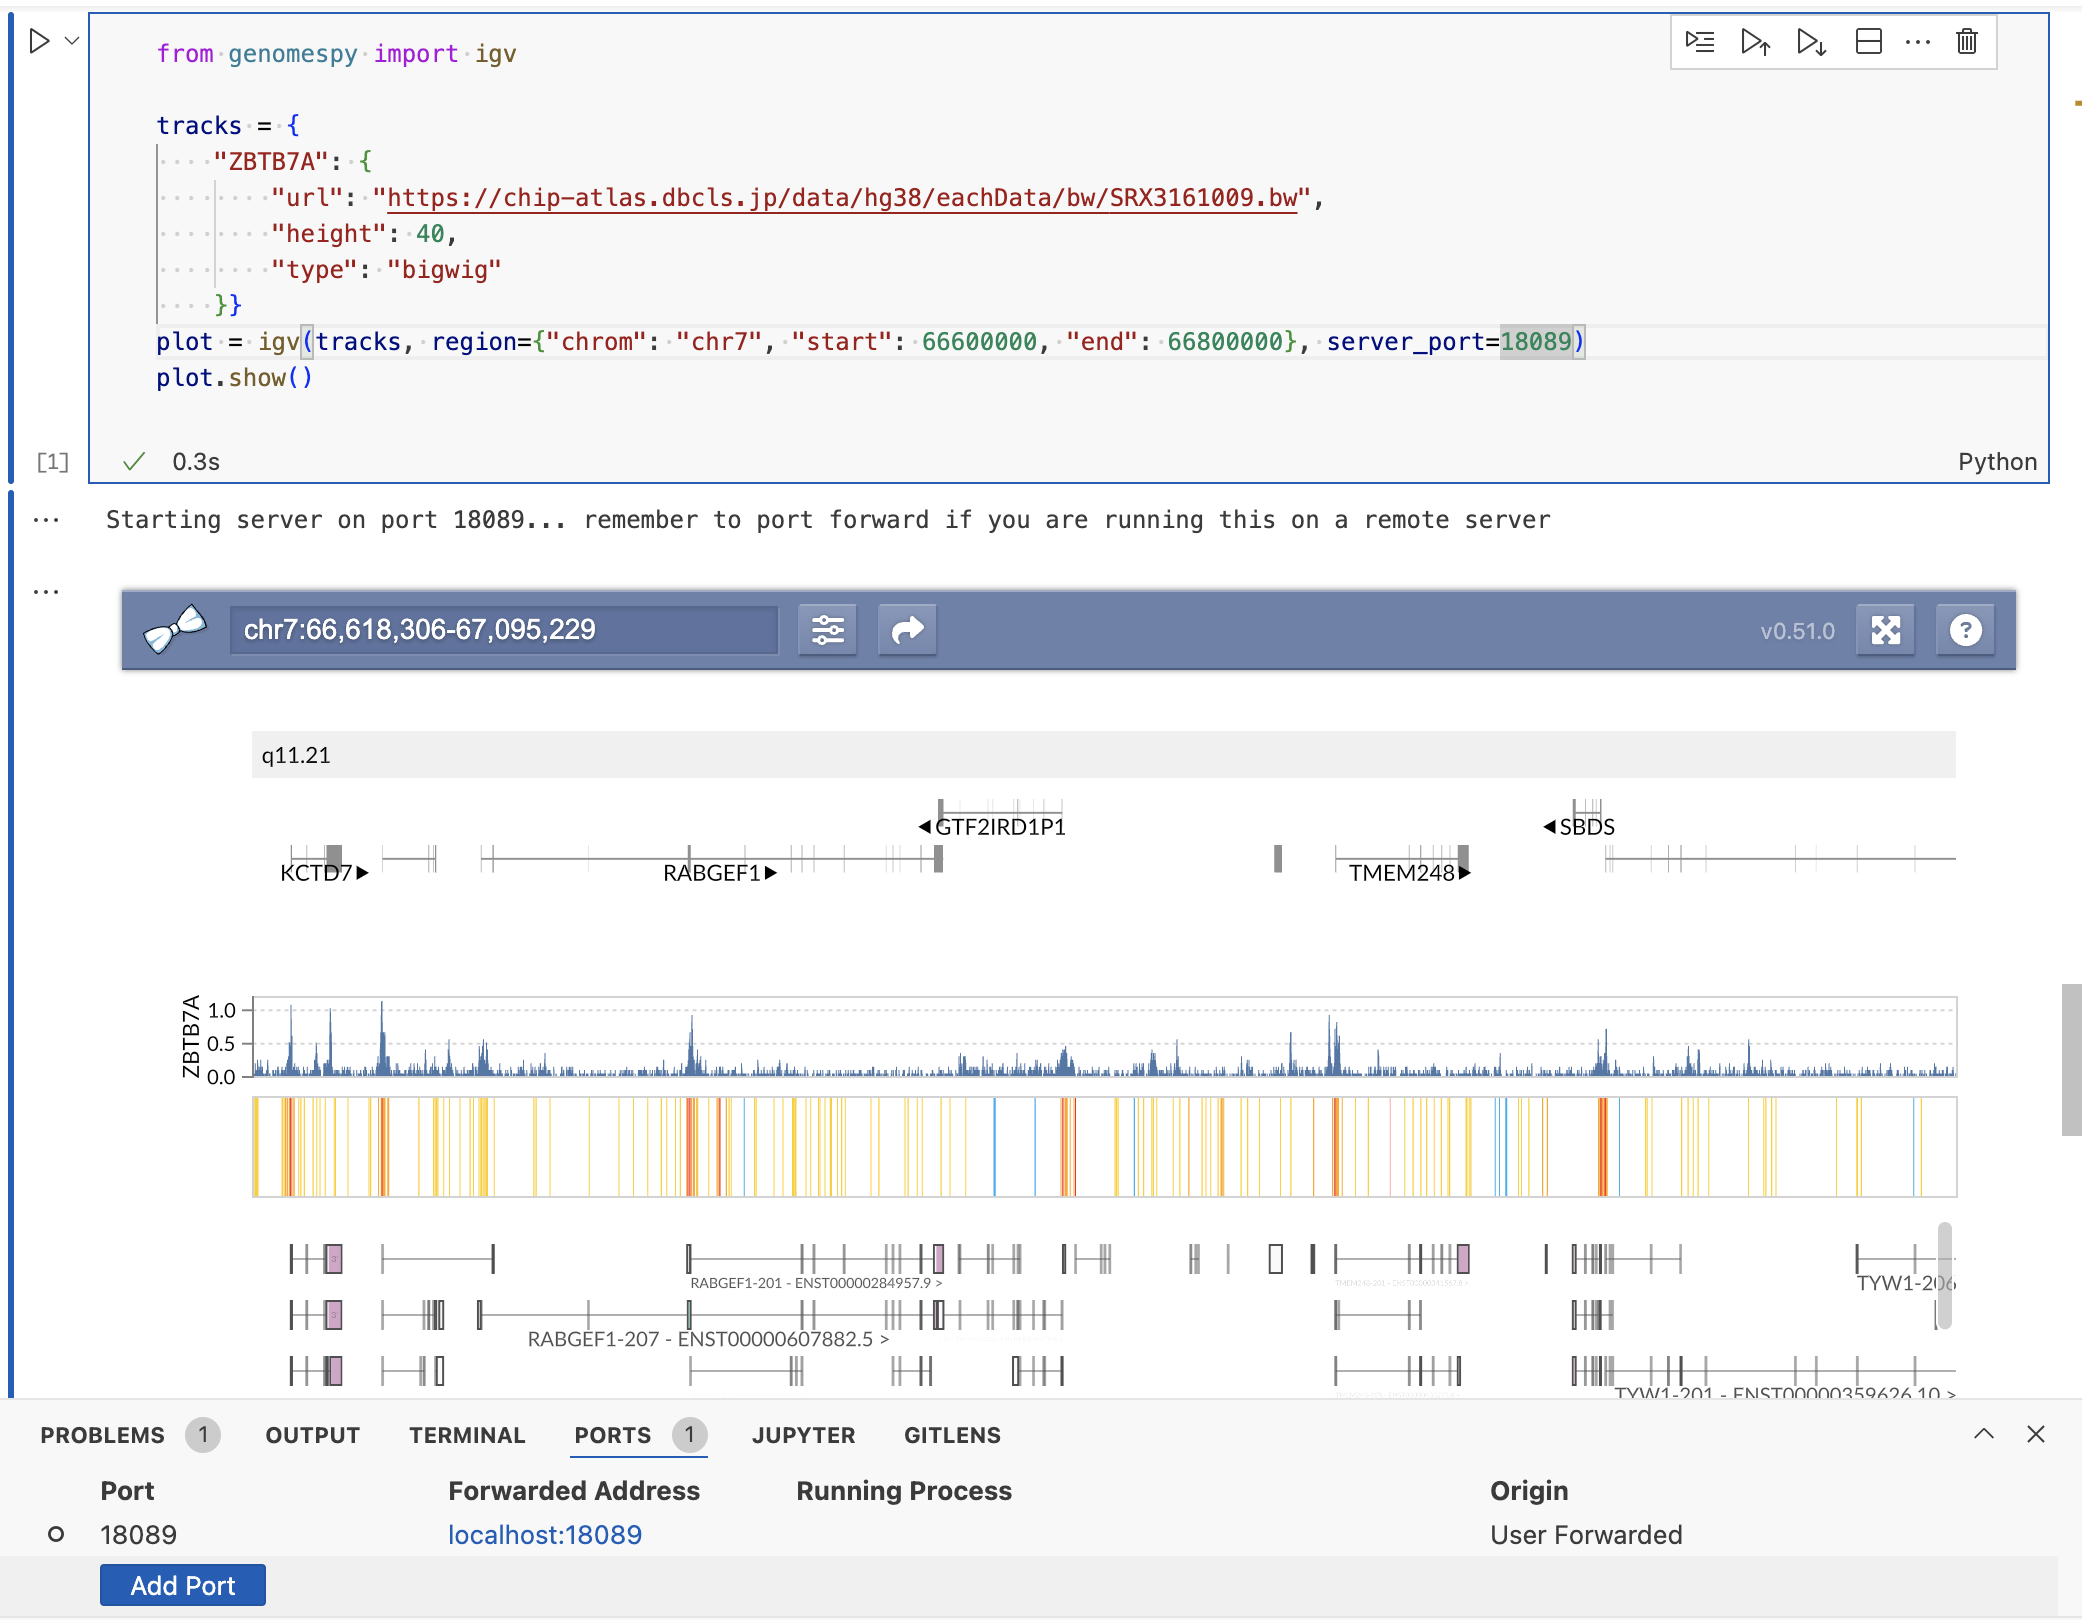 from genomespy import igv
tracks = {
"ZBTB7A": {
"url": "https://chip-atlas.dbcls.jp/data/hg38/eachData/bw/SRX3161009.bw",
"height": 40,
"type": "bigwig"
}}
plot = igv(tracks, region={"chrom": "chr7", "start": 66600000, "end": 66800000}, server_port=18089)
plot.show()
[1] 0.3s Python
... Starting server on port 18089... remember to port forward if you are running this on a remote server
...
chr7:66,618,306-67,095,229 v0.51.0 ?
q11.21
GTF2IRD1P1 SBDS
KCTD7 RABGEF1 TMEM248
ZBTB7A
1.0
0.5
0.0
RABGEF1-201 - ENST00000284957.9 >
TYW1-206
RABGEF1-207 - ENST00000607882.5 >
TYW1-201 - ENST00000359626.10 >
PROBLEMS 1 OUTPUT TERMINAL PORTS 1 JUPYTER GITLENS
Port Forwarded Address Running Process Origin
18089 localhost:18089 User Forwarded
Add Port